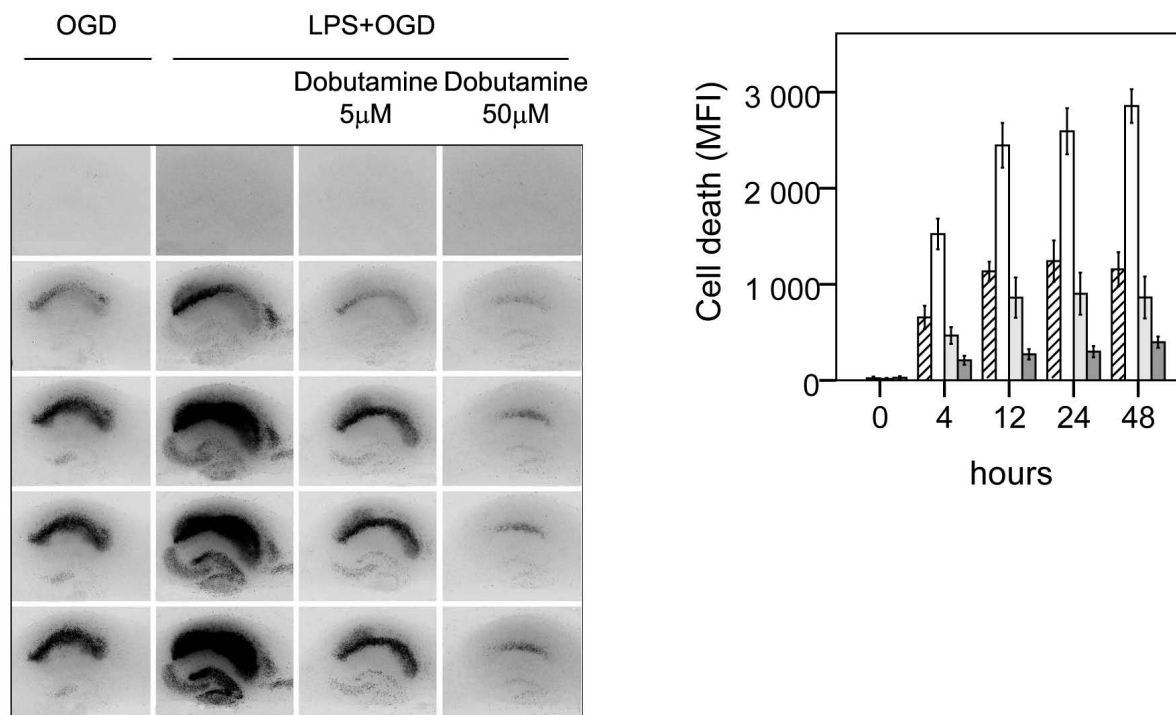 OGD
LPS+OGD
Dobutamine
5μM
Dobutamine
50μM
Cell death (MFI)
3 000
2 000
1 000
0
0 4 12 24 48
hours